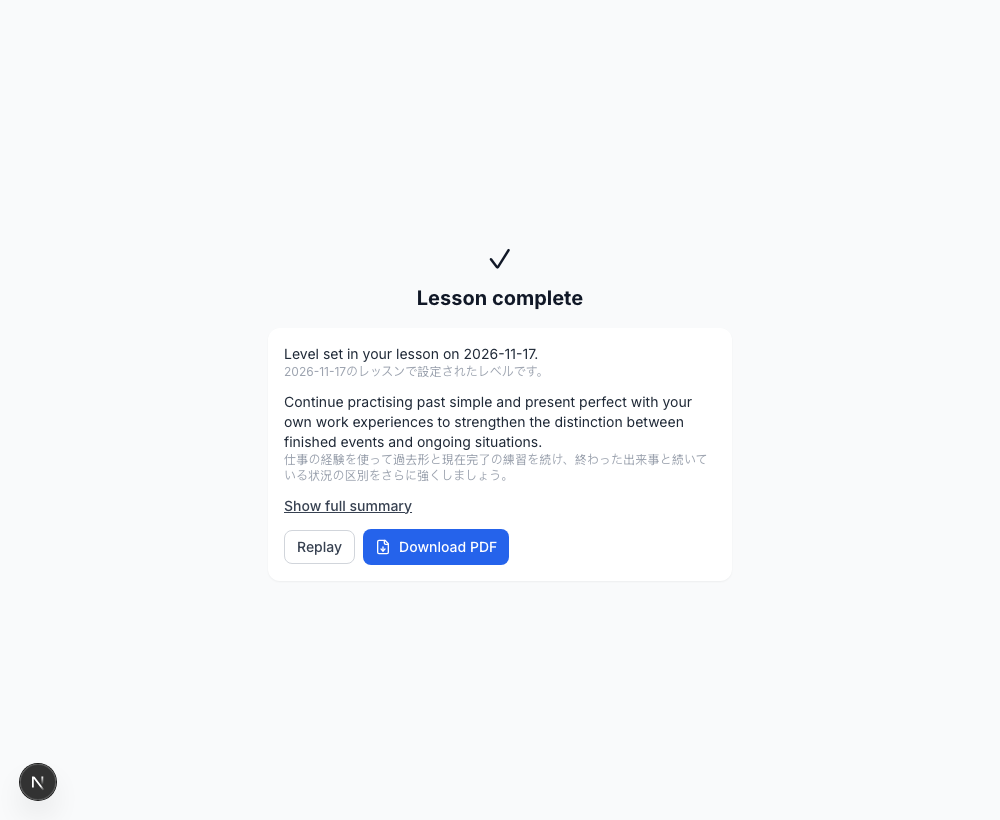 Lesson complete
Level set in your lesson on 2026-11-17.
2026-11-17のレッスンで設定されたレベルです。
Continue practising past simple and present perfect with your
own work experiences to strengthen the distinction between
finished events and ongoing situations.
仕事の経験を使って過去形と現在完了の練習を続け、終わった出来事と続いて
いる状況の区別をさらに強くしましょう。
Show full summary
Replay
Download PDF
N